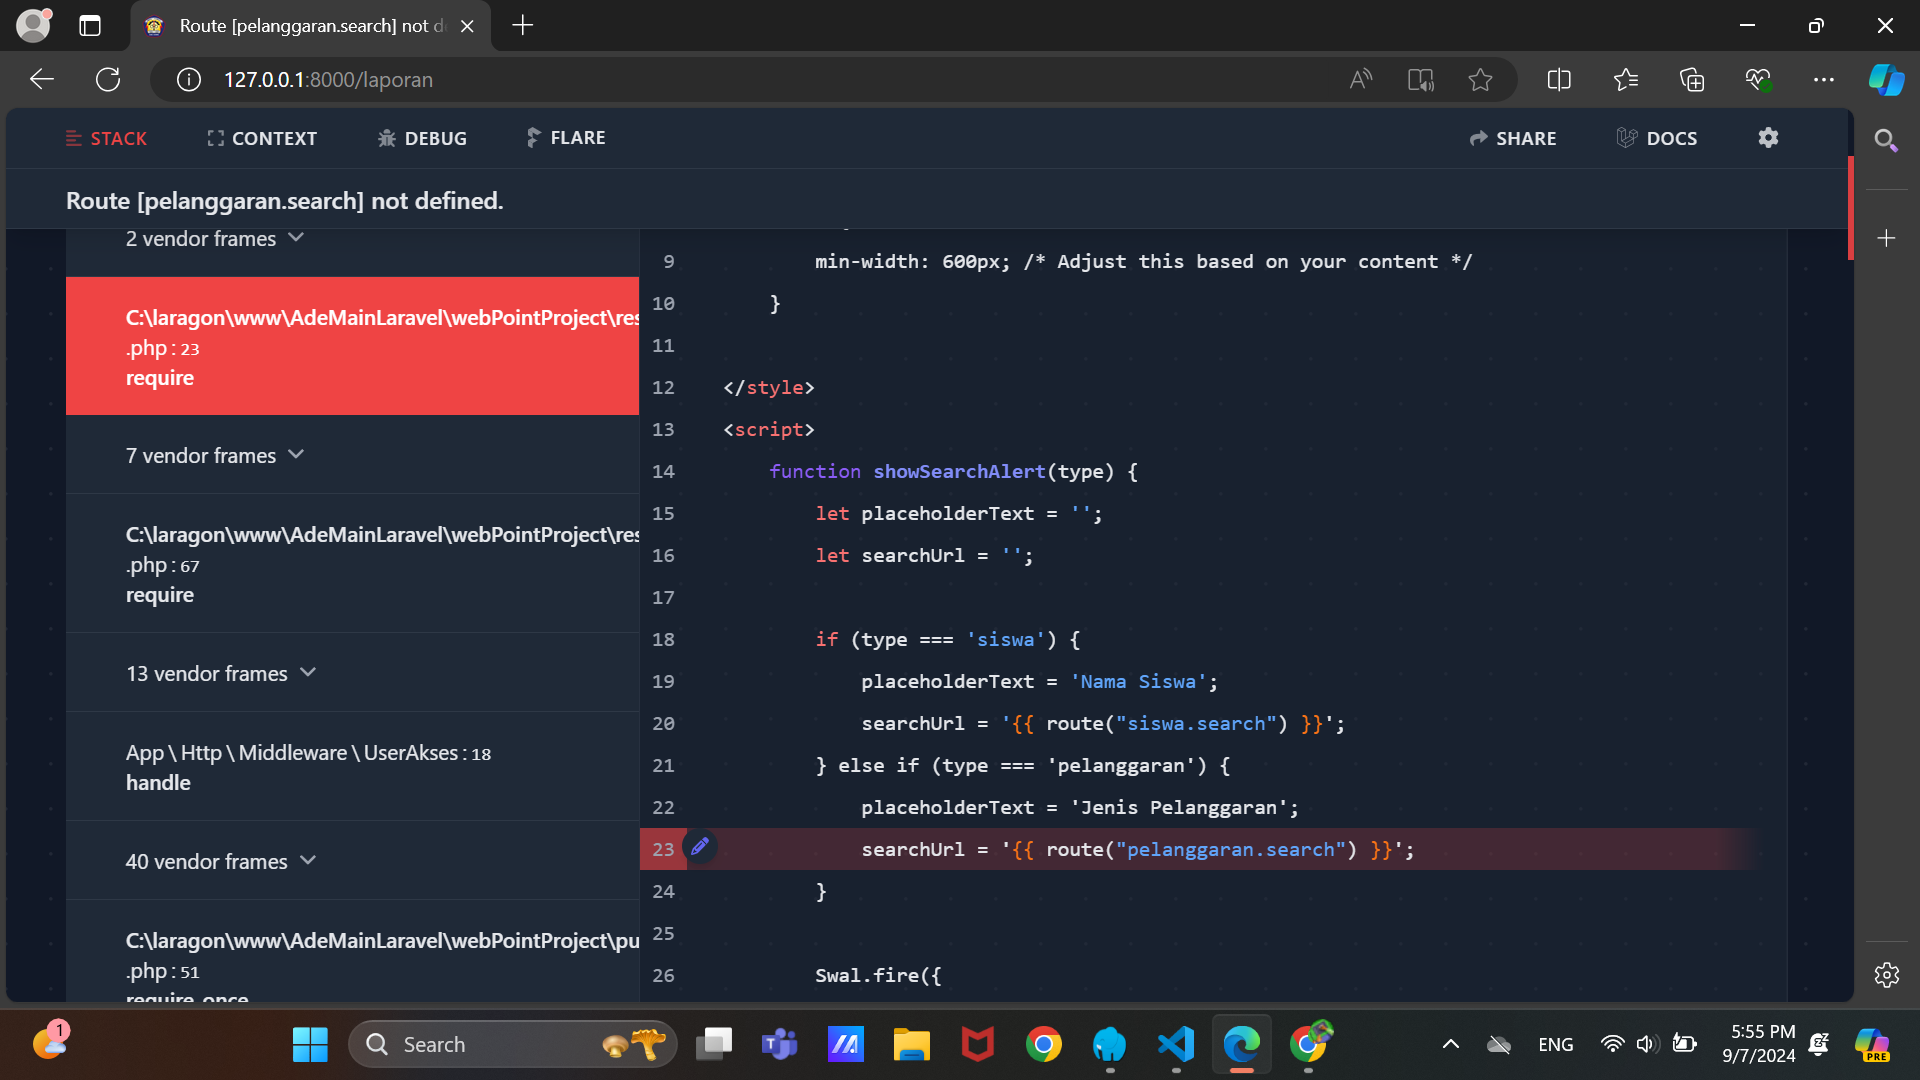 Route [pelanggaran.search] not d
127.0.0.1:8000/laporan
STACK
CONTEXT
DEBUG
FLARE
SHARE
DOCS
Route [pelanggaran.search] not defined.
2 vendor frames
C:\laragon\www\AdeMainLaravel\webPointProject\res
.php : 23
require
7 vendor frames
C:\laragon\www\AdeMainLaravel\webPointProject\res
.php : 67
require
13 vendor frames
App \ Http \ Middleware \ UserAkses : 18
handle
40 vendor frames
C:\laragon\www\AdeMainLaravel\webPointProject\pu
.php : 51
require_once
9 min-width: 600px; /* Adjust this based on your content */
10 }
11
12 </style>
13 <script>
14 function showSearchAlert(type) {
15 let placeholderText = '';
16 let searchUrl = '';
17
18 if (type === 'siswa') {
19 placeholderText = 'Nama Siswa';
20 searchUrl = '{{ route("siswa.search") }}';
21 } else if (type === 'pelanggaran') {
22 placeholderText = 'Jenis Pelanggaran';
23 searchUrl = '{{ route("pelanggaran.search") }}';
24 }
25
26 Swal.fire({
1
Search
ENG
5:55 PM
9/7/2024
PRE